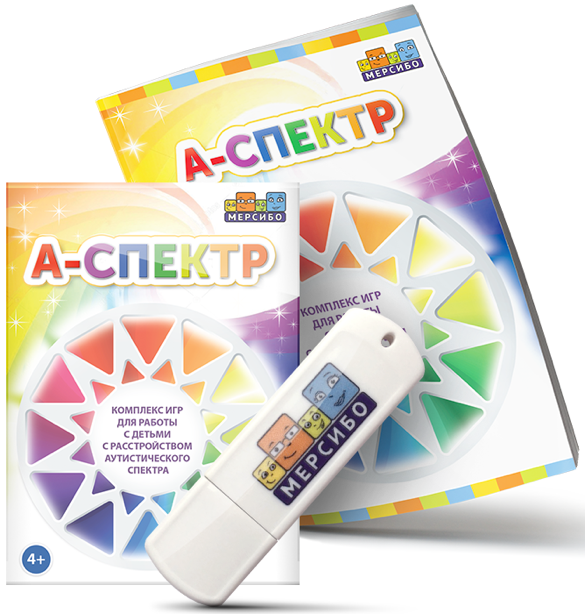 МЕРСИБО
А-СПЕКТР
КОМПЛЕКС ИГР
ДЛЯ РАБОТЫ
МЕРСИБО
А-СПЕКТР
КОМПЛЕКС ИГР
ДЛЯ РАБОТЫ
С ДЕТЬМИ
С РАССТРОЙСТВОМ
АУТИСТИЧЕСКОГО
СПЕКТРА
4+
МЕРСИБО